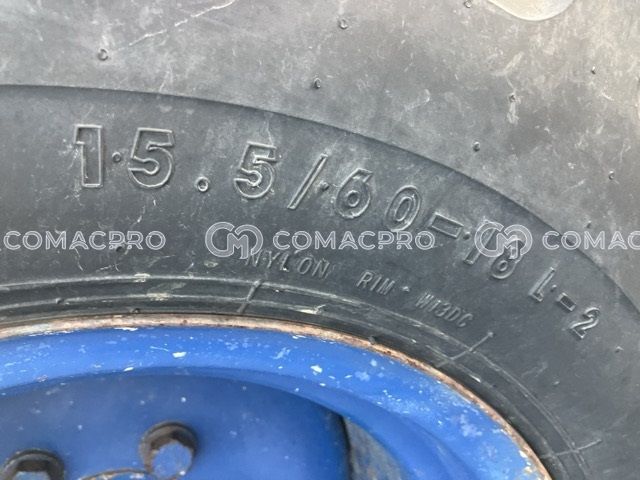 15.5/60-18 L-2
COMACPRO COMACPRO COMACPRO
NYLON RIM W13DC